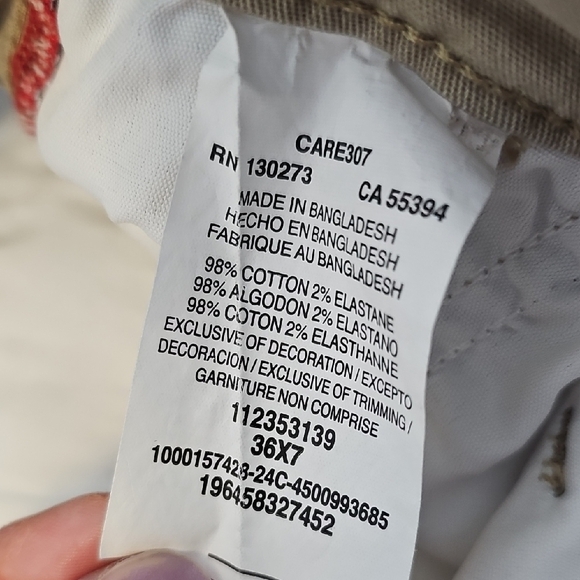 CARE307
RN 130273 CA 55394
MADE IN BANGLADESH
HECHO EN BANGLADESH
FABRIQUE AU BANGLADESH
98% COTTON 2% ELASTANE
98% ALGODON 2% ELASTANO
98% COTON 2% ELASTHANNE
EXCLUSIVE OF DECORATION / EXCEPTO
DECORACION / EXCLUSIVE OF TRIMMING /
GARNITURE NON COMPRISE
112353139
36X7
1000157428-24C-4500993685
196458327452